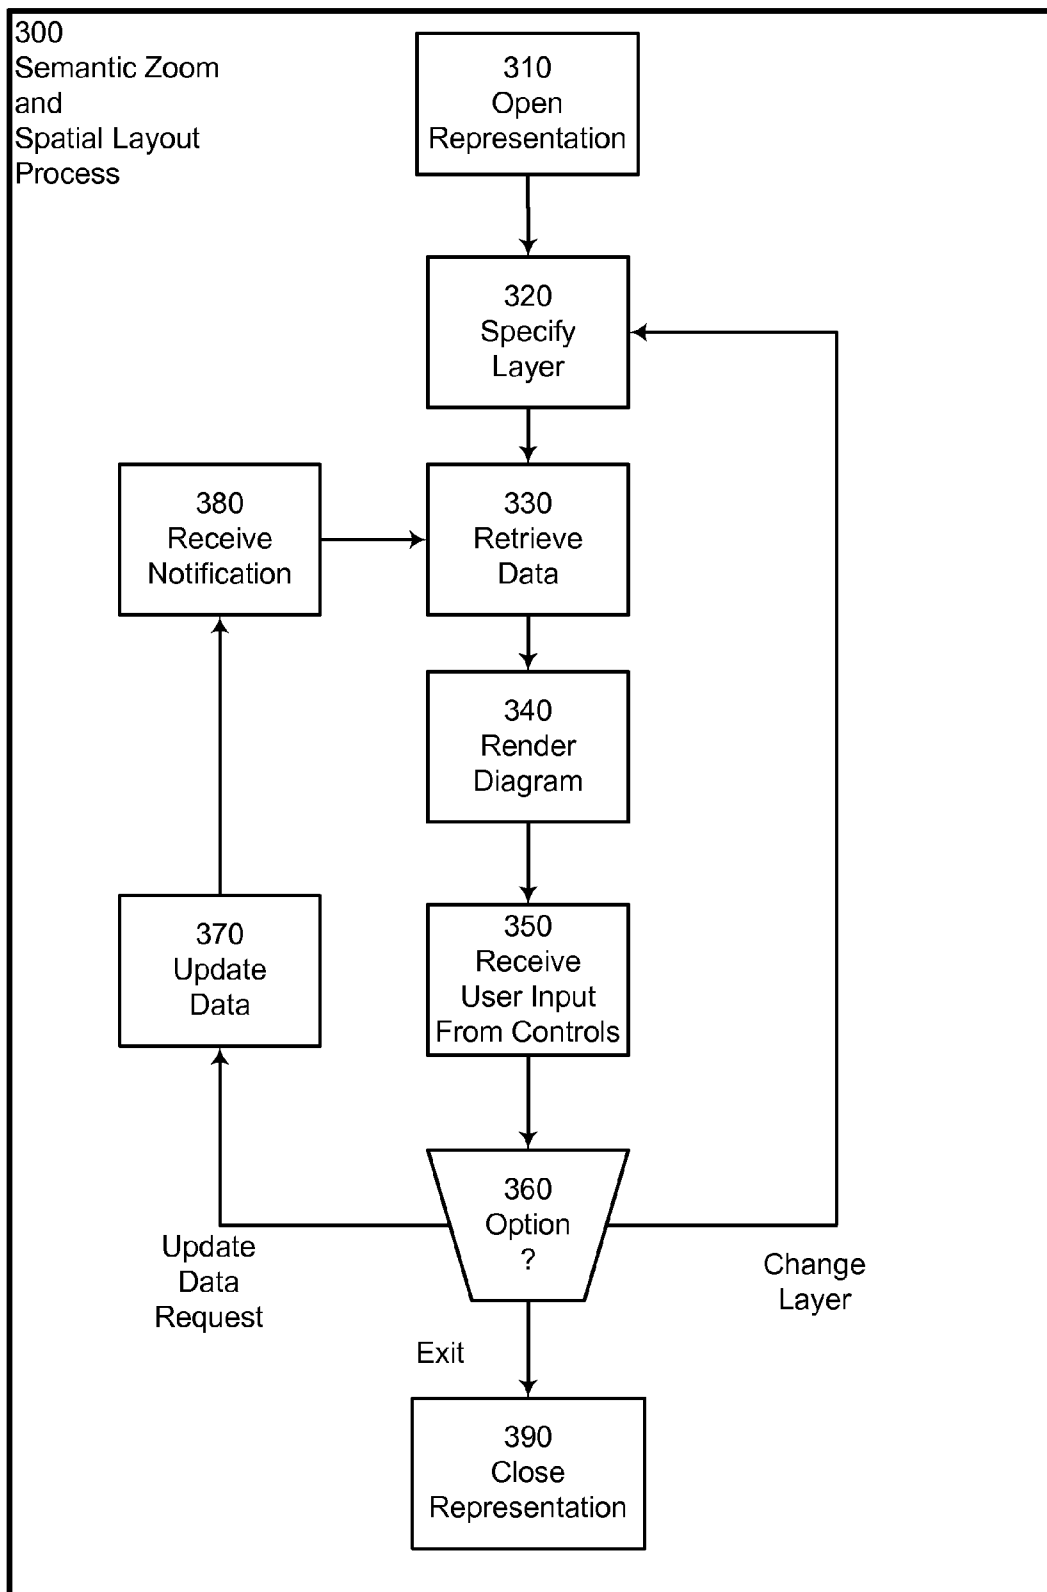 300
Semantic Zoom
and
Spatial Layout
Process
310
Open
Representation
320
Specify
Layer
380
Receive
Notification
330
Retrieve
Data
340
Render
Diagram
370
Update
Data
350
Receive
User Input
From Controls
360
Option
?
Update
Data
Request
Change
Layer
Exit
390
Close
Representation